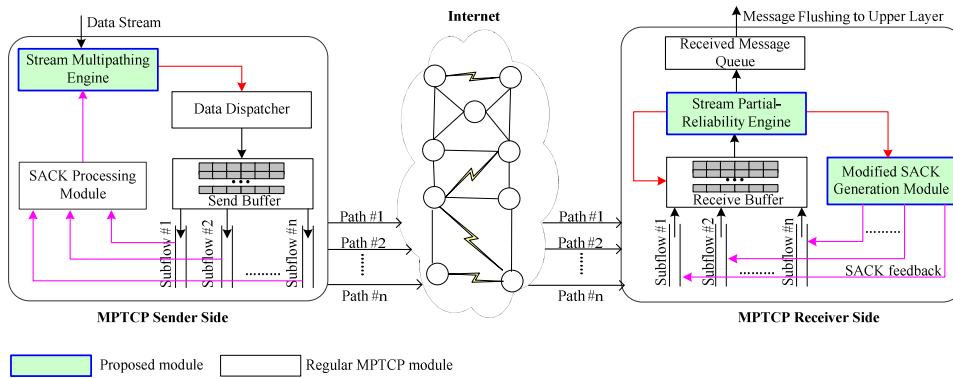 Data Stream
Internet
Message Flushing to Upper Layer
Stream Multipathing
Engine
Data Dispatcher
SACK Processing
Module
Send Buffer
Subflow #1
Subflow #2
Subflow #n
MPTCP Sender Side
Path #1
Path #2
Path #n
Path #1
Path #2
Path #n
Received Message
Queue
Stream Partial-
Reliability Engine
Receive Buffer
Modified SACK
Generation Module
Subflow #1
Subflow #2
Subflow #n
SACK feedback
MPTCP Receiver Side
Proposed module
Regular MPTCP module